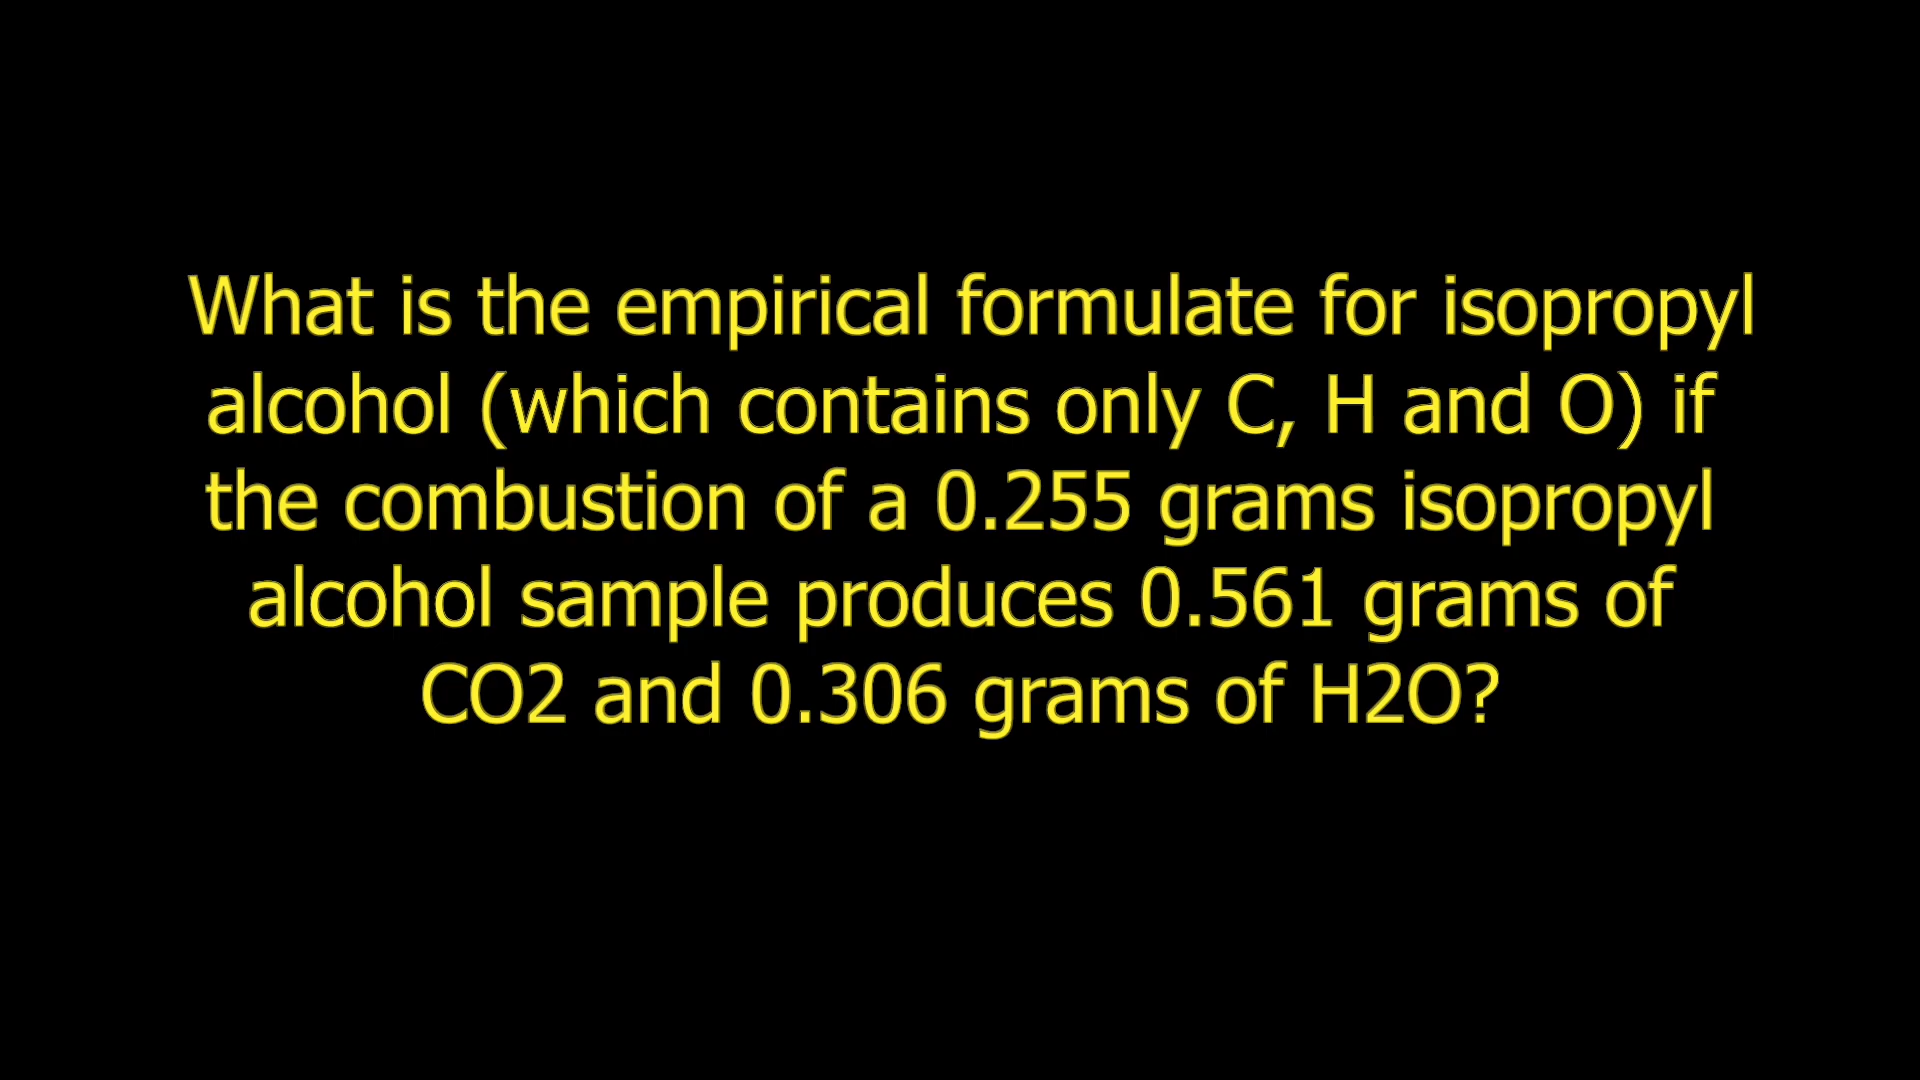 What is the empirical formulate for isopropyl
alcohol (which contains only C, H and O) if
the combustion of a 0.255 grams isopropyl
alcohol sample produces 0.561 grams of
CO2 and 0.306 grams of H2O?